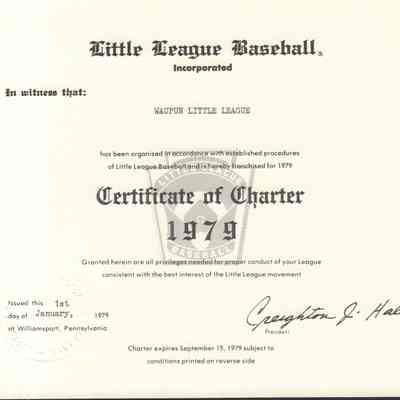 Little League Baseball®
Incorporated
In witness that:
WAUPUN LITTLE LEAGUE
has been organized in accordance with established procedures
of Little League Baseball and is hereby franchised for 1979
LITTLE LEAGUE
Certificate of Charter
1979
BASEBALL
Granted herein are all privileges needed for proper conduct of your League
consistent with the best interest of the Little League movement
Issued this 1st
day of January, 1979
at Williamsport, Pennsylvania
Creighton J. Hal
President
Charter expires September 15, 1979 subject to
conditions printed on reverse side